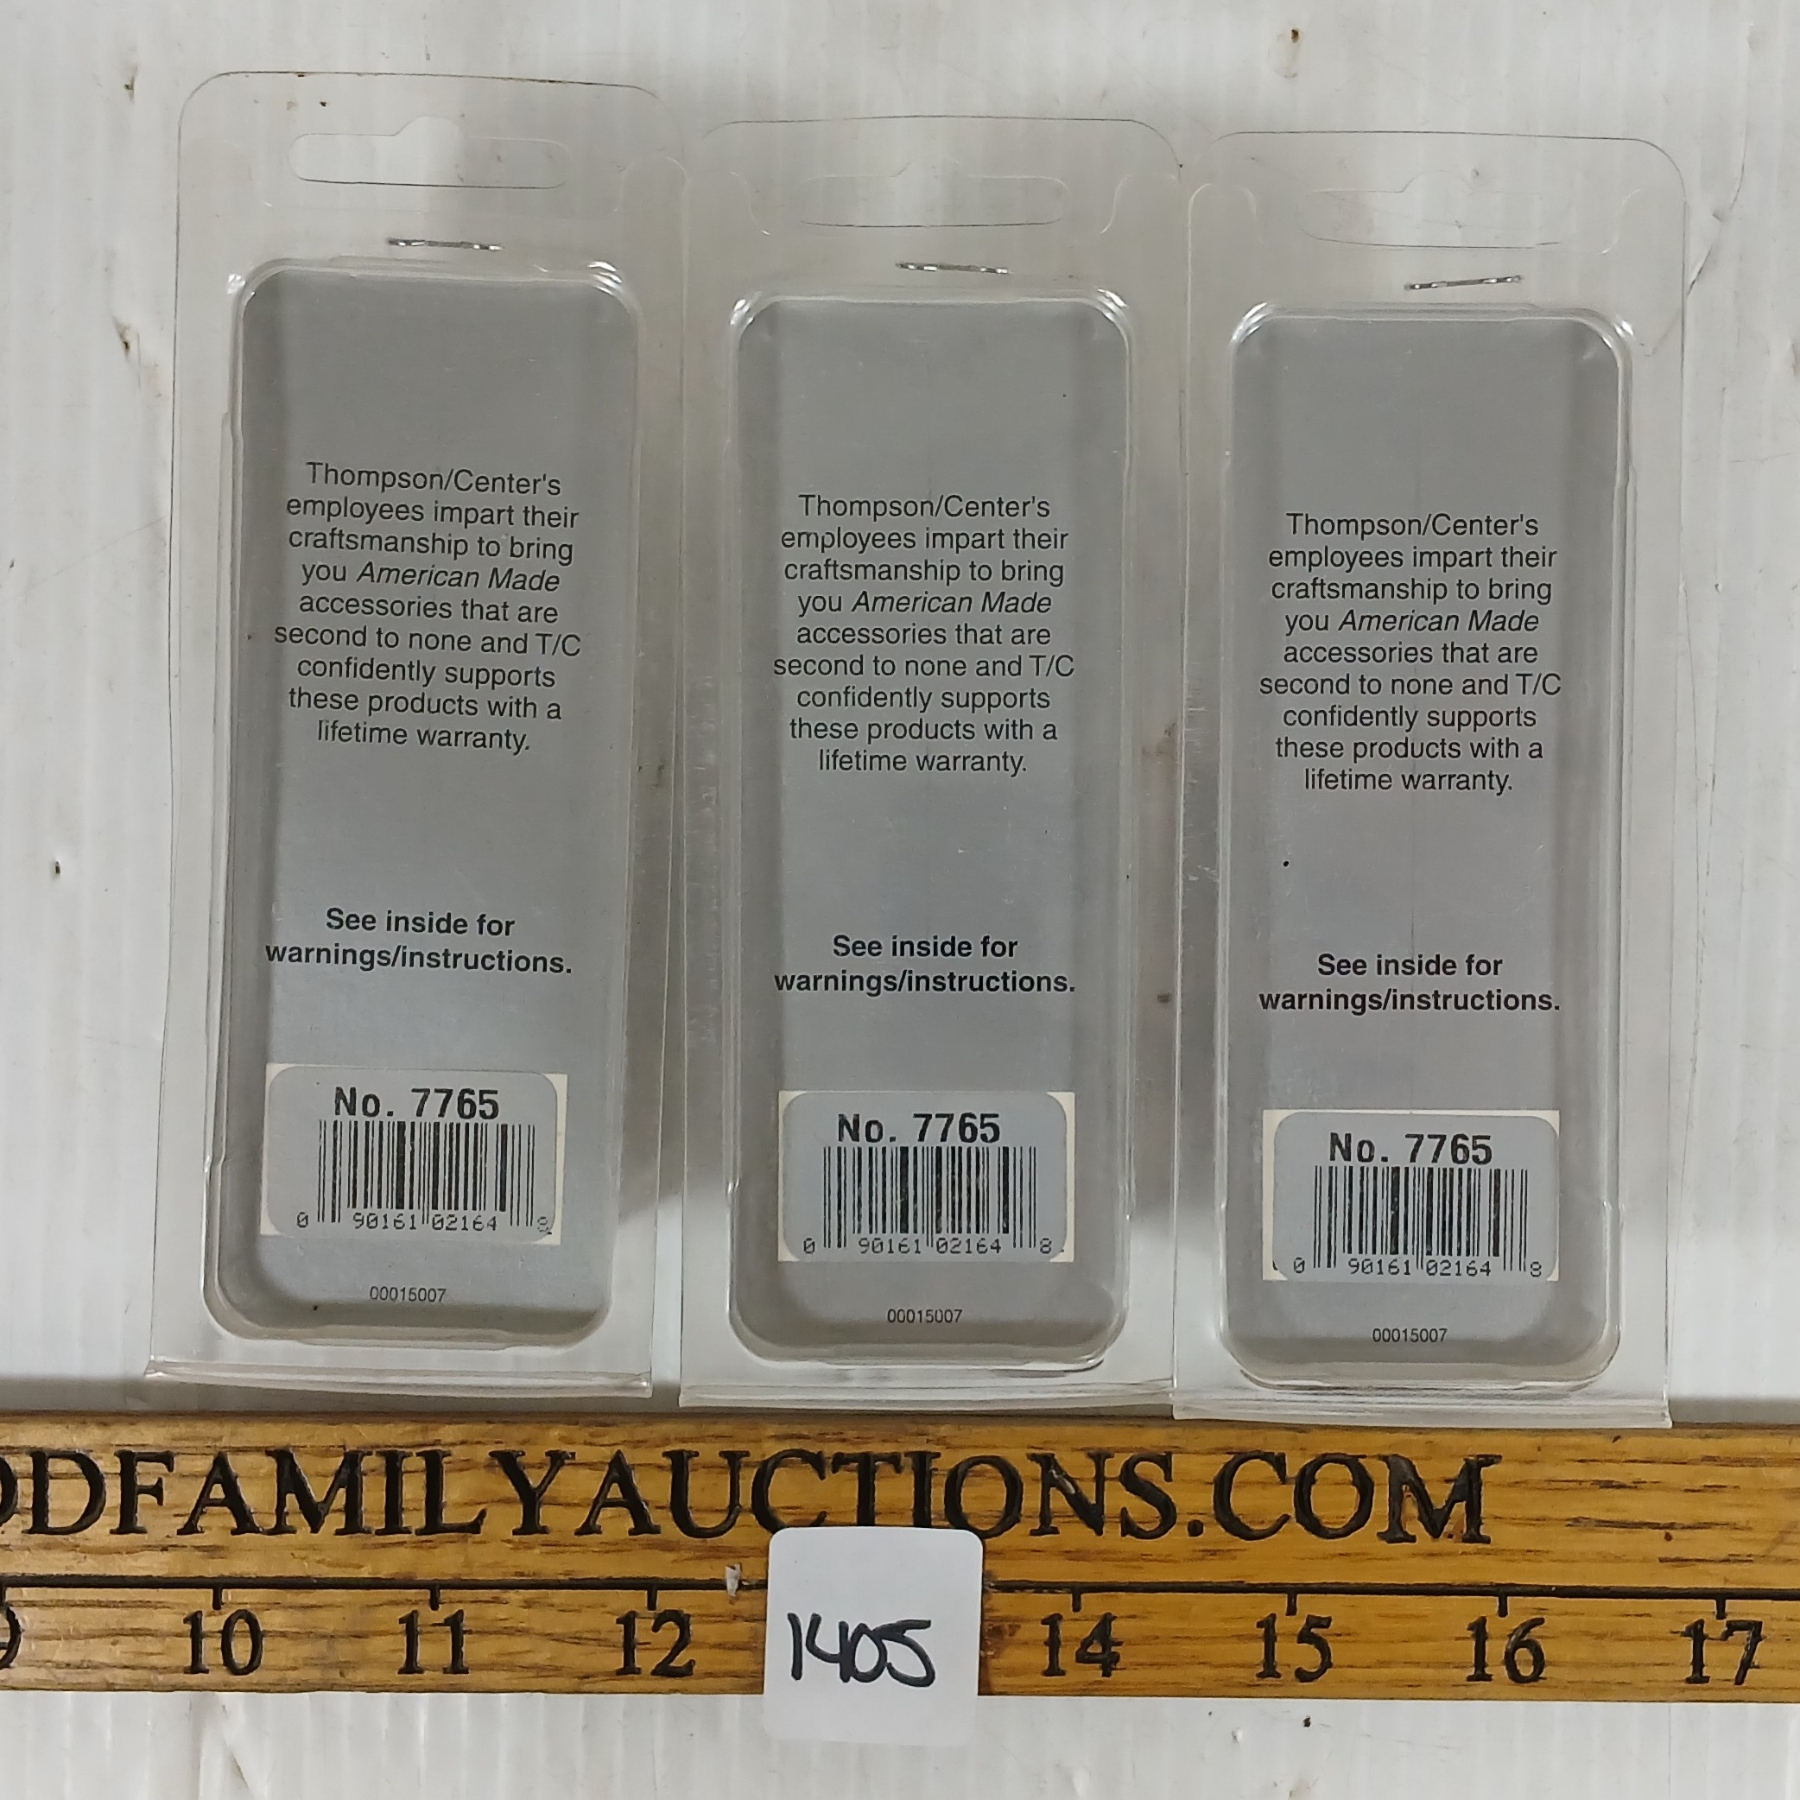 Thompson/Center's
employees impart their
craftsmanship to bring
you American Made
accessories that are
second to none and T/C
confidently supports
these products with a
lifetime warranty.
See inside for
warnings/instructions.
No. 7765
0 90161 02164 8
00015007
Thompson/Center's
employees impart their
craftsmanship to bring
you American Made
accessories that are
second to none and T/C
confidently supports
these products with a
lifetime warranty.
See inside for
warnings/instructions.
No. 7765
0 90161 02164 8
00015007
Thompson/Center's
employees impart their
craftsmanship to bring
you American Made
accessories that are
second to none and T/C
confidently supports
these products with a
lifetime warranty.
See inside for
warnings/instructions.
No. 7765
0 90161 02164 8
00015007
DFAMILYAUCTIONS.COM
9 10 11 12 14 15 16 17
1405